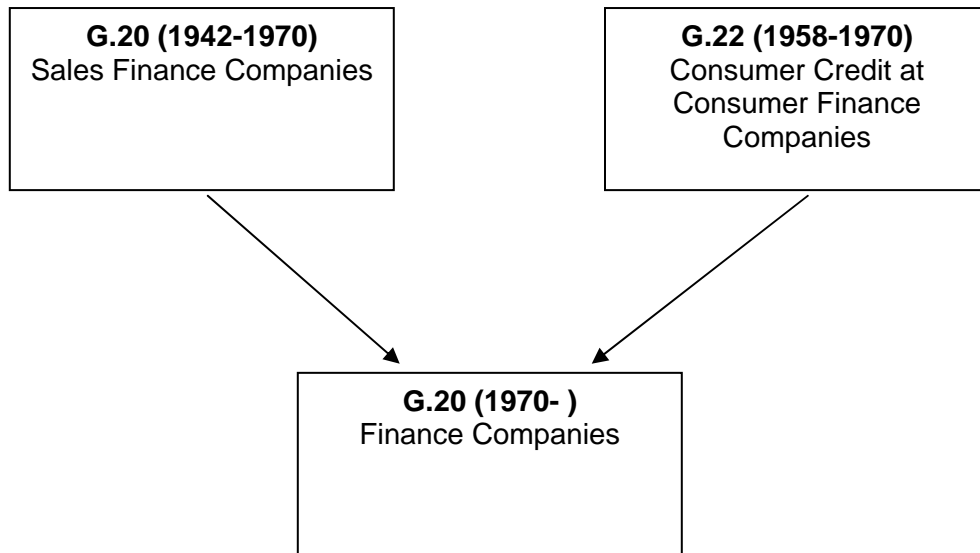 G.20 (1942-1970)
Sales Finance Companies
G.22 (1958-1970)
Consumer Credit at
Consumer Finance
Companies
G.20 (1970- )
Finance Companies